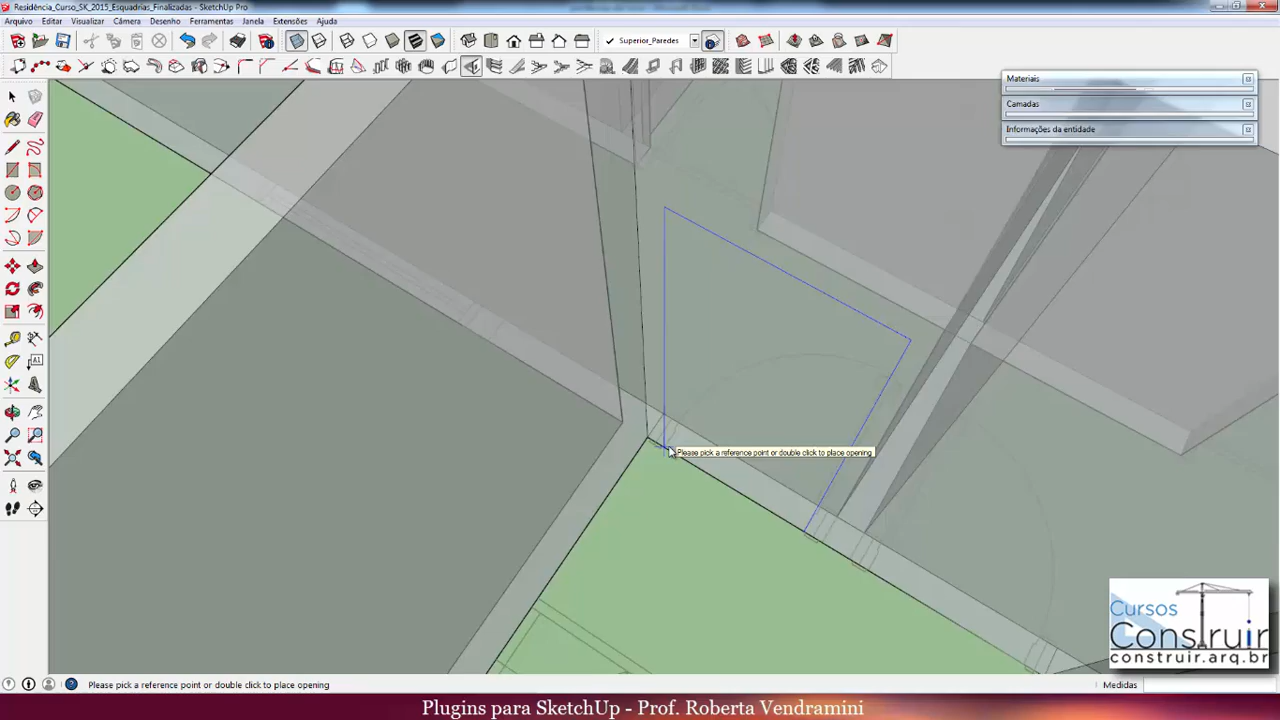 Residência_Curso_SK_2015_Esquadrias_Finalizadas - SketchUp Pro
Arquivo Editar Visualizar Câmera Desenho Ferramentas Janela Extensões Ajuda
Superior_Paredes
Materiais
Camadas
Informações da entidade
Please pick a reference point or double click to place opening
Cursos
Construir
construir.arq.br
Please pick a reference point or double click to place opening
Medidas
Plugins para SketchUp - Prof. Roberta Vendramini